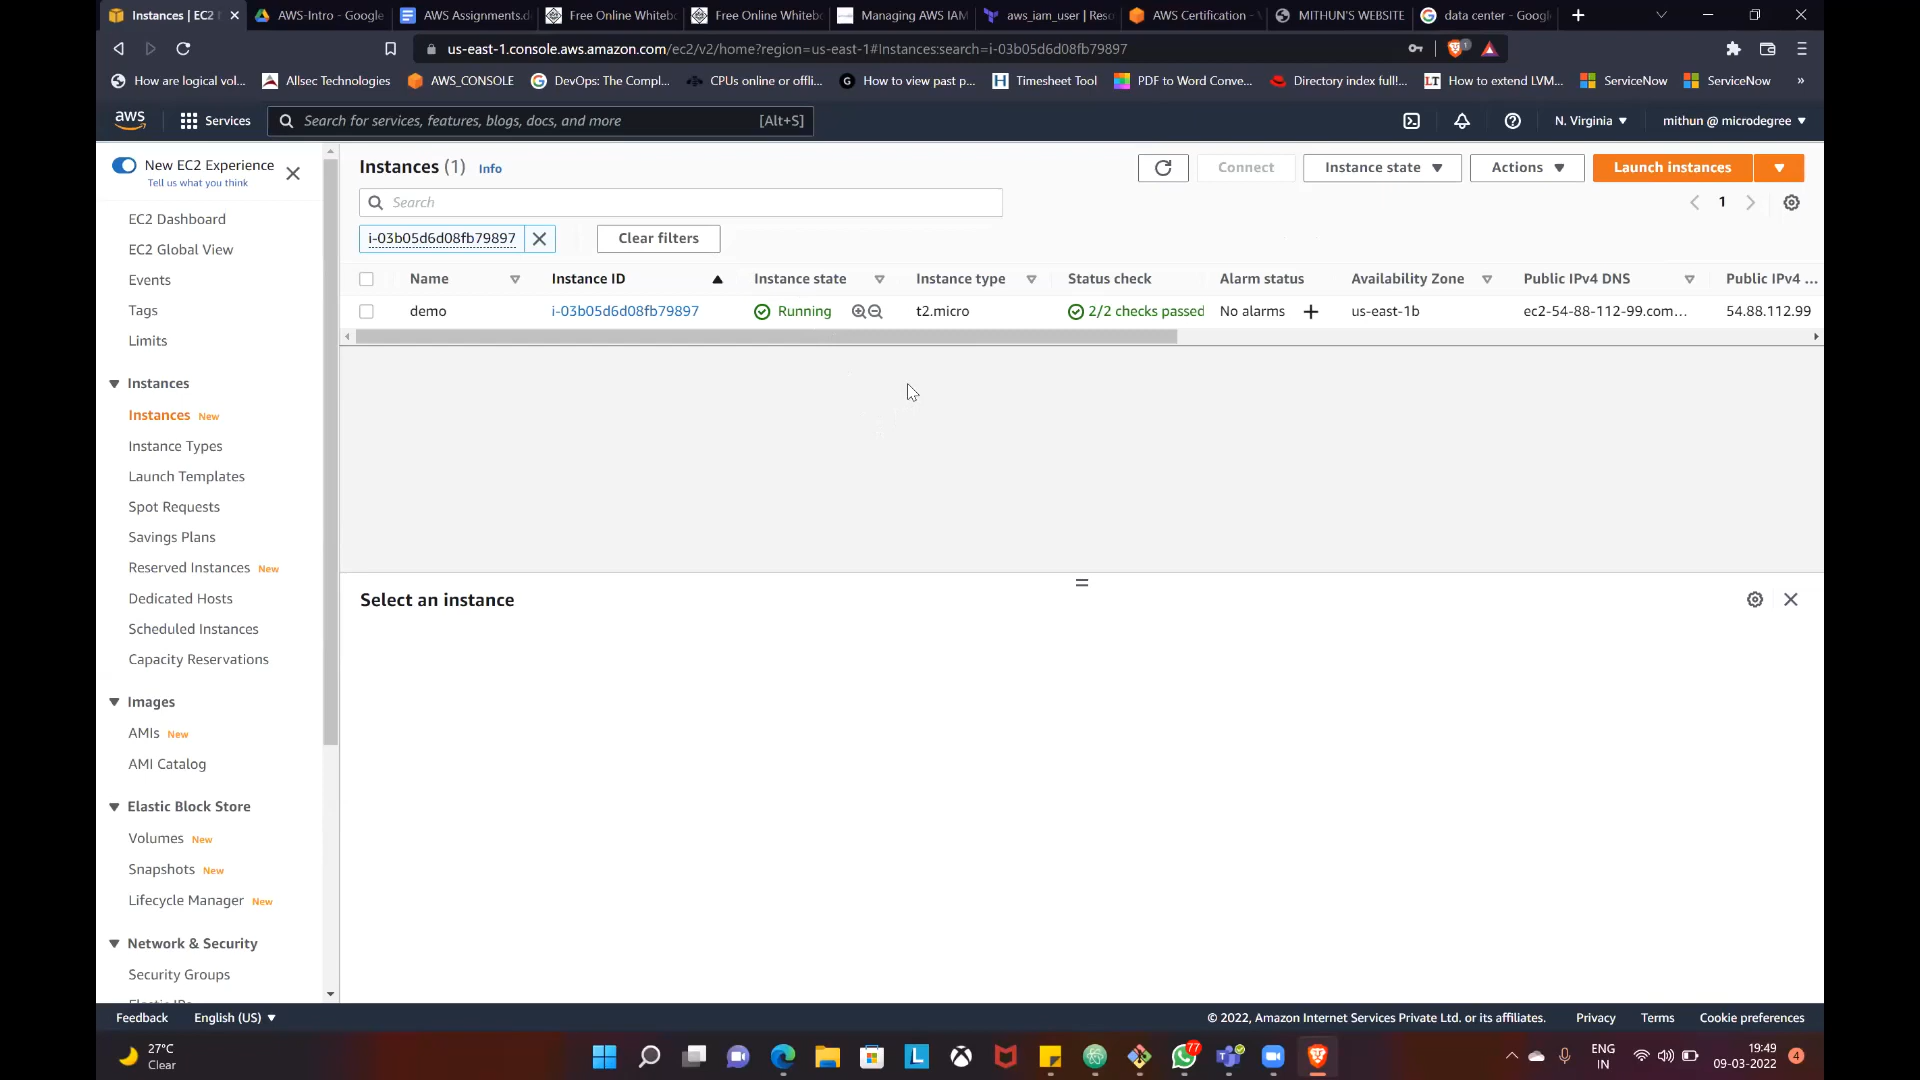 Instances | EC2
AWS-Intro - Google
AWS Assignments.d
Free Online Whitebo
Free Online Whitebo
Managing AWS IAM
aws_iam_user | Reso
AWS Certification -
MITHUN'S WEBSITE
data center - Googl
us-east-1.console.aws.amazon.com/ec2/v2/home?region=us-east-1#Instances:search=i-03b05d6d08fb79897
How are logical vol...
Allsec Technologies
AWS_CONSOLE
DevOps: The Compl...
CPUs online or offli...
How to view past p...
Timesheet Tool
PDF to Word Conve...
Directory index full!...
How to extend LVM...
ServiceNow
ServiceNow
»
aws
Services
Search for services, features, blogs, docs, and more
[Alt+S]
N. Virginia
mithun @ microdegree
New EC2 Experience
Tell us what you think
EC2 Dashboard
EC2 Global View
Events
Tags
Limits
Instances
Instances New
Instance Types
Launch Templates
Spot Requests
Savings Plans
Reserved Instances New
Dedicated Hosts
Scheduled Instances
Capacity Reservations
Images
AMIs New
AMI Catalog
Elastic Block Store
Volumes New
Snapshots New
Lifecycle Manager New
Network & Security
Security Groups
Instances (1) Info
Connect
Instance state
Actions
Launch instances
Search
1
i-03b05d6d08fb79897
Clear filters
Name
Instance ID
Instance state
Instance type
Status check
Alarm status
Availability Zone
Public IPv4 DNS
Public IPv4 ...
demo
i-03b05d6d08fb79897
Running
t2.micro
2/2 checks passed
No alarms
us-east-1b
ec2-54-88-112-99.com...
54.88.112.99
Select an instance
Feedback
English (US)
© 2022, Amazon Internet Services Private Ltd. or its affiliates.
Privacy
Terms
Cookie preferences
27°C
Clear
77
ENG
IN
19:49
09-03-2022
4